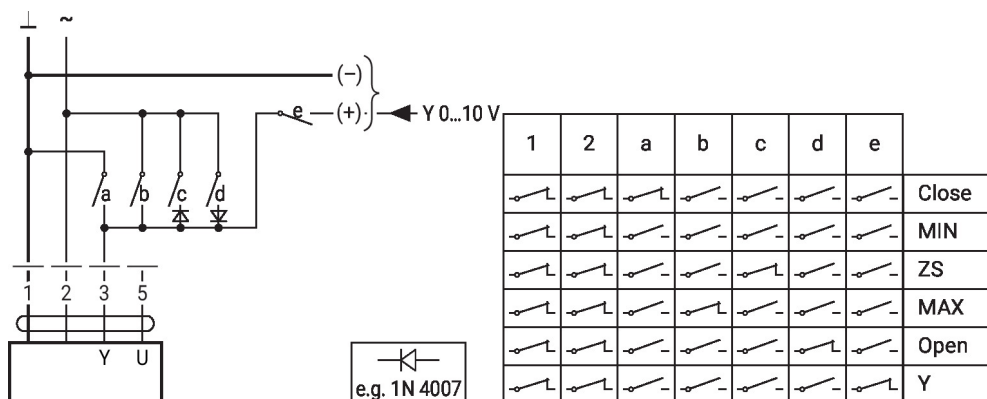 ⊥ ~
(–)
e (+) Y 0...10 V
a b c d
1 2 3 5
Y U
e.g. 1N 4007
1 2 a b c d e
Close
MIN
ZS
MAX
Open
Y